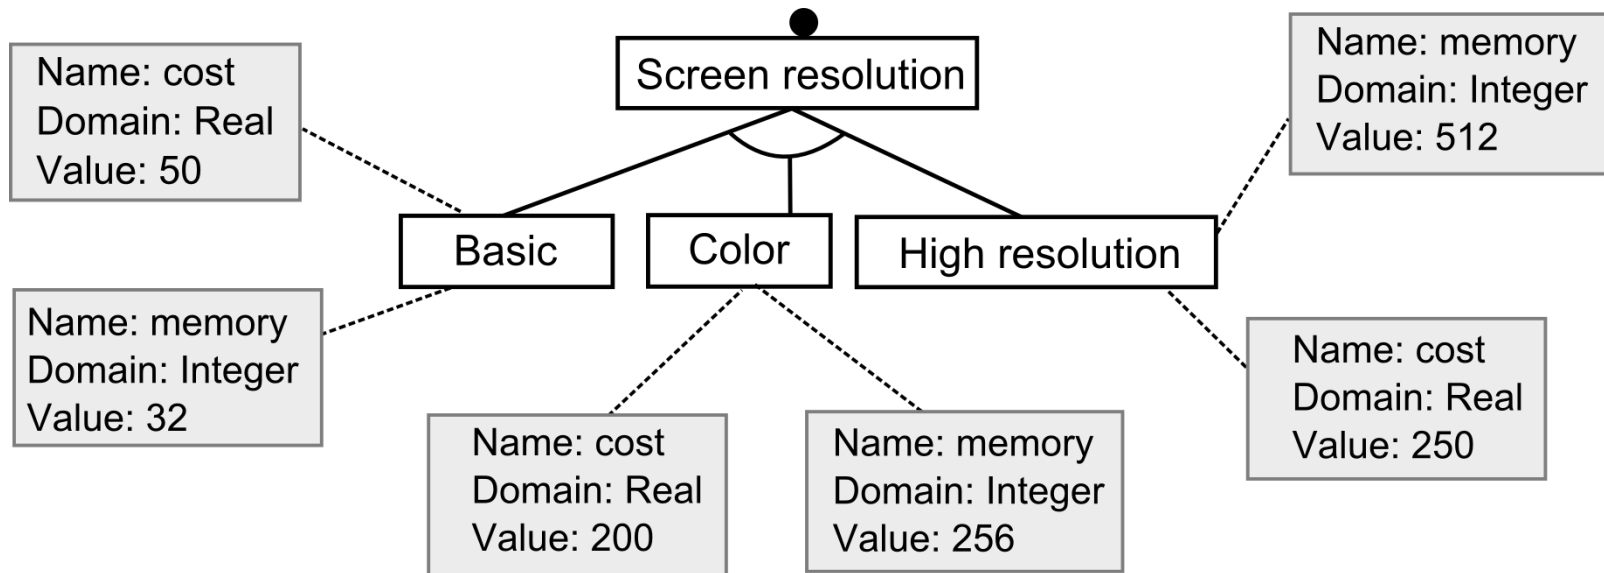 Screen resolution
Name: cost
Domain: Real
Value: 50
Name: memory
Domain: Integer
Value: 512
Basic
Color
High resolution
Name: memory
Domain: Integer
Value: 32
Name: cost
Domain: Real
Value: 200
Name: memory
Domain: Integer
Value: 256
Name: cost
Domain: Real
Value: 250